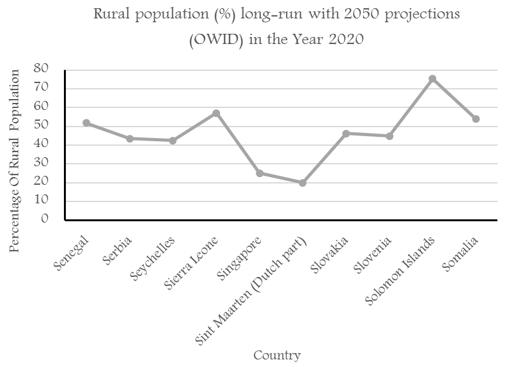 Rural population (%) long-run with 2050 projections
(OWID) in the Year 2020
Percentage Of Rural Population
80
70
60
50
40
30
20
10
0
Senegal
Serbia
Seychelles
Sierra Leone
Singapore
Sint Maarten (Dutch part)
Slovakia
Slovenia
Solomon Islands
Somalia
Country